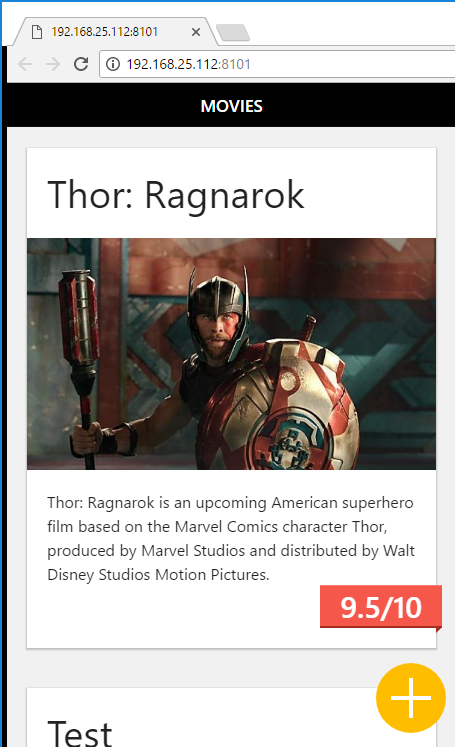 192.168.25.112:8101
192.168.25.112:8101
MOVIES
Thor: Ragnarok
Thor: Ragnarok is an upcoming American superhero
film based on the Marvel Comics character Thor,
produced by Marvel Studios and distributed by Walt
Disney Studios Motion Pictures.
9.5/10
Test